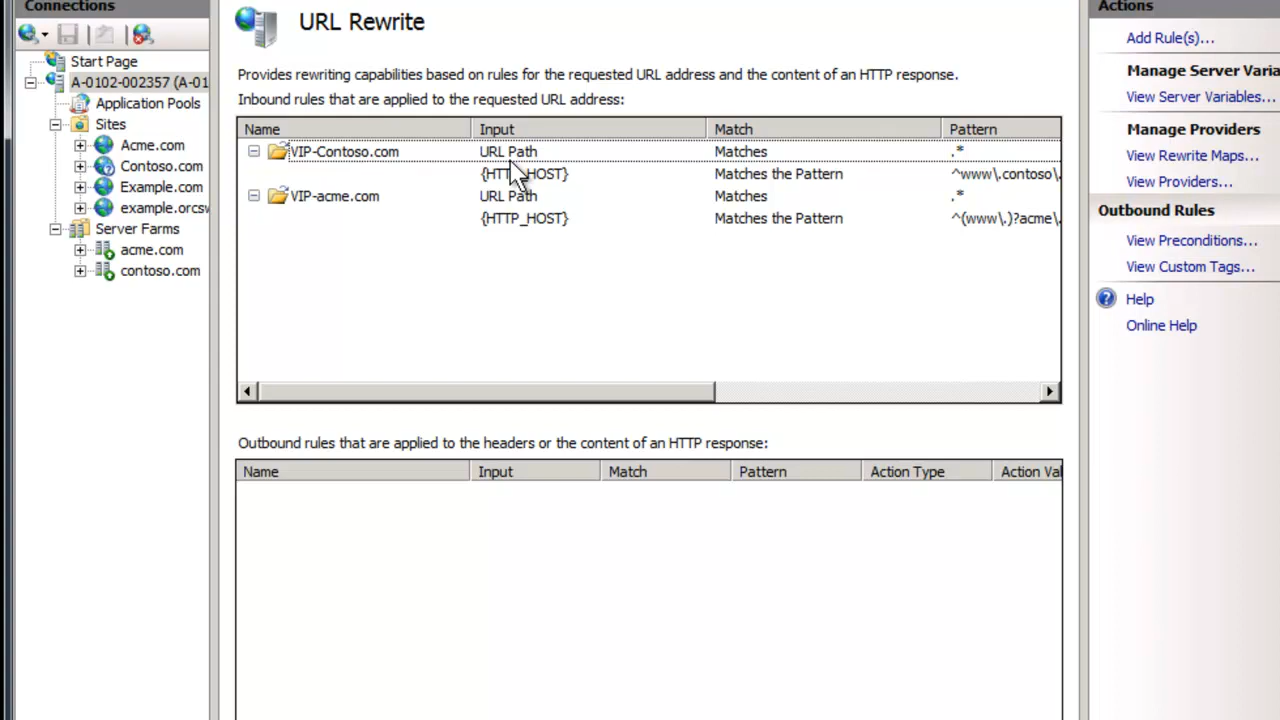 Connections
Start Page
A-0102-002357 (A-01
Application Pools
Sites
Acme.com
Contoso.com
Example.com
example.orcsw
Server Farms
acme.com
contoso.com
URL Rewrite
Provides rewriting capabilities based on rules for the requested URL address and the content of an HTTP response.
Inbound rules that are applied to the requested URL address:
Name Input Match Pattern
VIP-Contoso.com URL Path Matches .*
{HTTP_HOST} Matches the Pattern ^www\.contoso\.
VIP-acme.com URL Path Matches .*
{HTTP_HOST} Matches the Pattern ^(www\.)?acme\.
Outbound rules that are applied to the headers or the content of an HTTP response:
Name Input Match Pattern Action Type Action Val
Actions
Add Rule(s)...
Manage Server Varia
View Server Variables...
Manage Providers
View Rewrite Maps...
View Providers...
Outbound Rules
View Preconditions...
View Custom Tags...
Help
Online Help